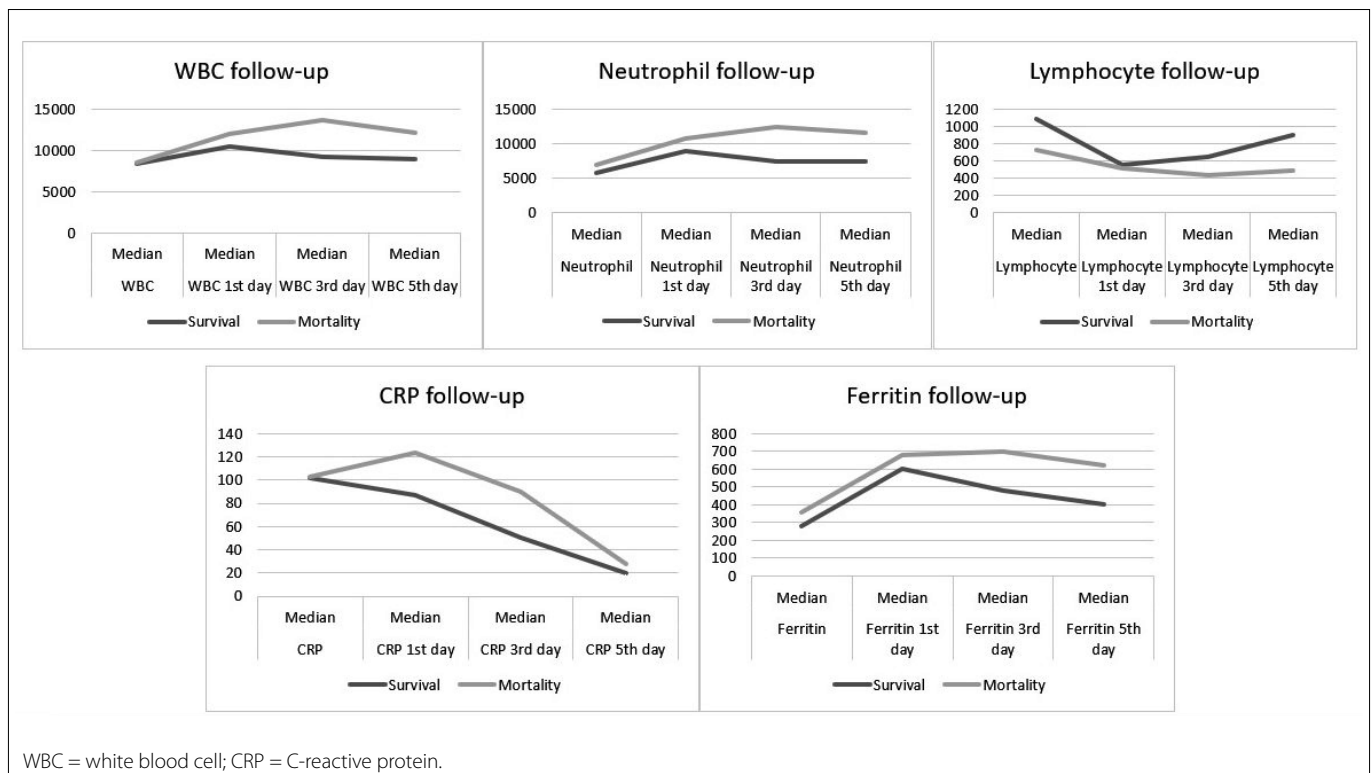 WBC follow-up
15000
10000
5000
0
Median Median Median Median
WBC WBC 1st day WBC 3rd day WBC 5th day
Survival Mortality
Neutrophil follow-up
15000
10000
5000
0
Median Median Median Median
Neutrophil Neutrophil Neutrophil Neutrophil
1st day 3rd day 5th day
Survival Mortality
Lymphocyte follow-up
1200
1000
800
600
400
200
0
Median Median Median Median
Lymphocyte Lymphocyte Lymphocyte Lymphocyte
1st day 3rd day 5th day
Survival Mortality
CRP follow-up
140
120
100
80
60
40
20
0
Median Median Median Median
CRP CRP 1st day CRP 3rd day CRP 5th day
Survival Mortality
Ferritin follow-up
800
700
600
500
400
300
200
100
0
Median Median Median Median
Ferritin Ferritin 1st Ferritin 3rd Ferritin 5th
day day day
Survival Mortality
WBC = white blood cell; CRP = C-reactive protein.